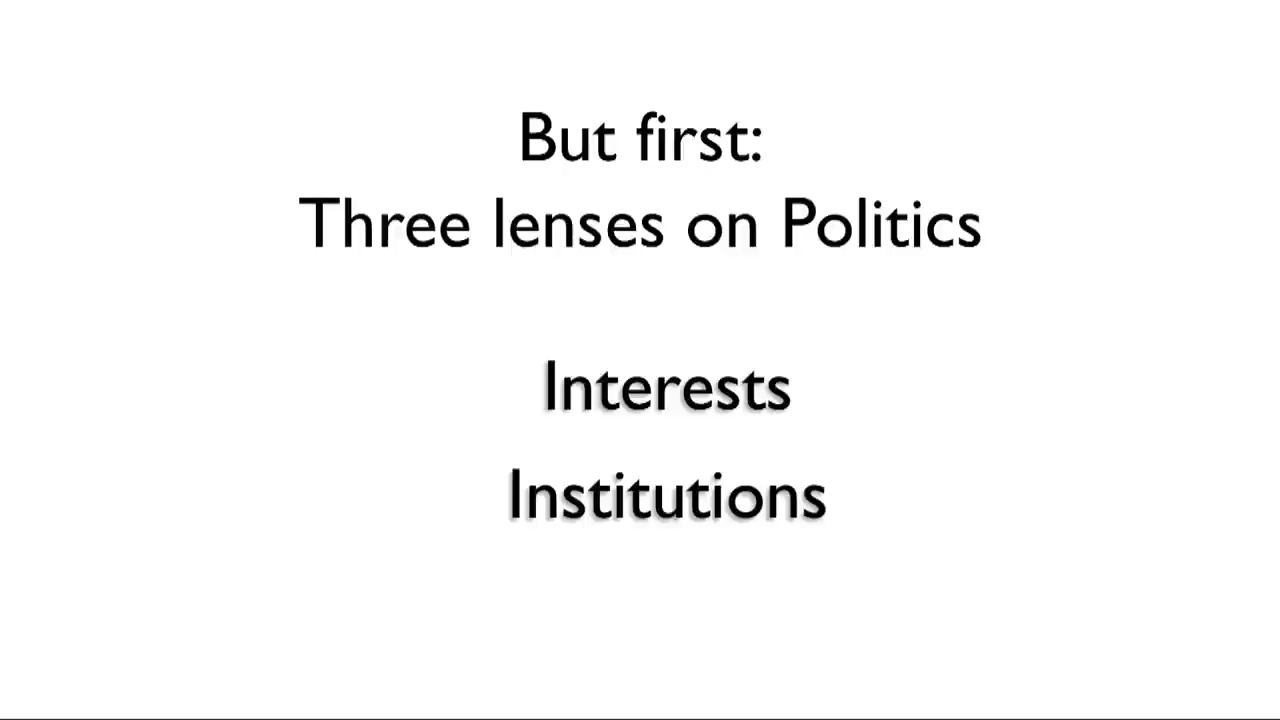 But first:
Three lenses on Politics
Interests
Institutions